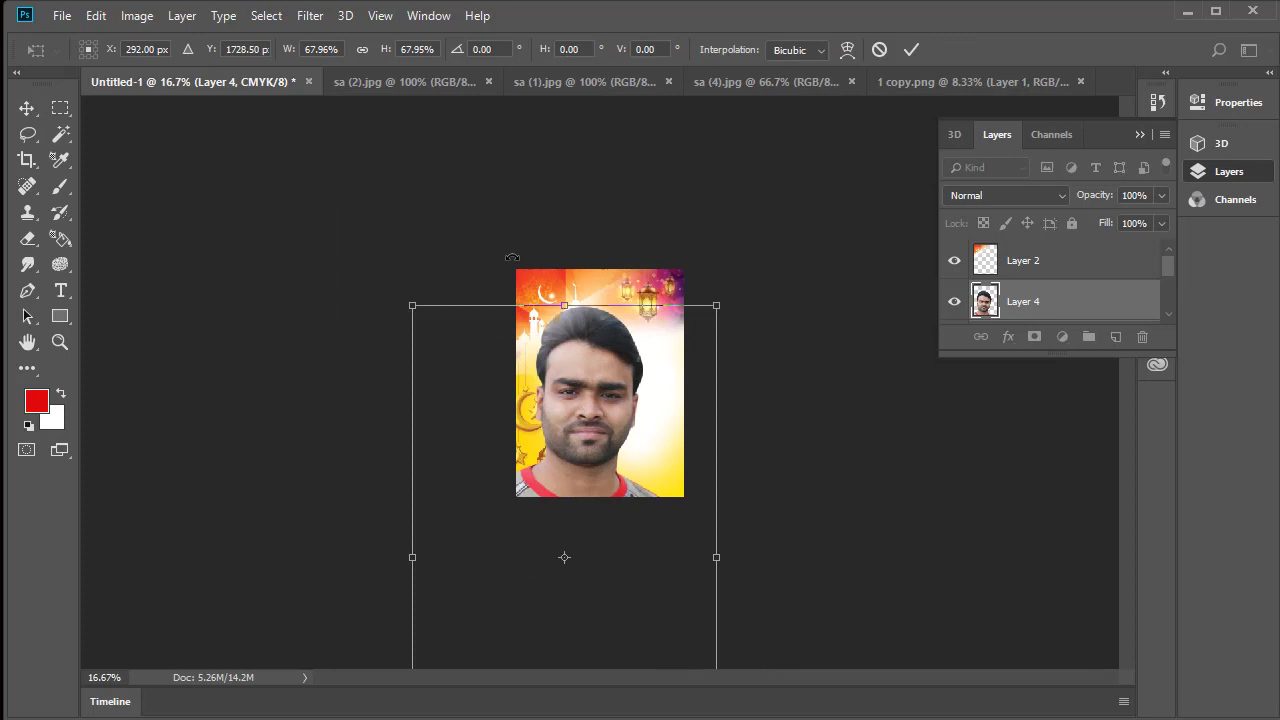 Ps File Edit Image Layer Type Select Filter 3D View Window Help
X: 292.00 px Y: 1728.50 px W: 67.96% H: 67.95% 0.00 ° H: 0.00 ° V: 0.00 ° Interpolation: Bicubic
Untitled-1 @ 16.7% (Layer 4, CMYK/8) * sa (2).jpg @ 100% (RGB/8... sa (1).jpg @ 100% (RGB/8... sa (4).jpg @ 66.7% (RGB/8... 1 copy.png @ 8.33% (Layer 1, RGB/...
Properties
3D Layers Channels
3D
Kind
Layers
Normal Opacity: 100%
Channels
Lock: Fill: 100%
Layer 2
Layer 4
fx
16.67% Doc: 5.26M/14.2M
Timeline